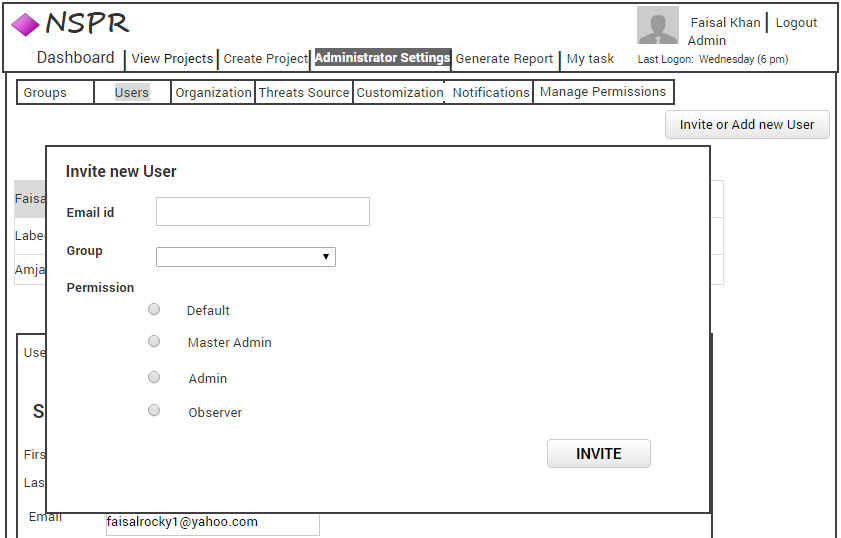 NSPR
Faisal Khan Logout
Admin
Last Logon: Wednesday (6 pm)
Dashboard View Projects Create Project Administrator Settings Generate Report My task
Groups Users Organization Threats Source Customization Notifications Manage Permissions
Invite or Add new User
Invite new User
Faisa
Email id
Labe
Group
Amja
Permission
Default
Master Admin
Use
Admin
S
Observer
Firs
INVITE
Las
Email
faisalrocky1@yahoo.com